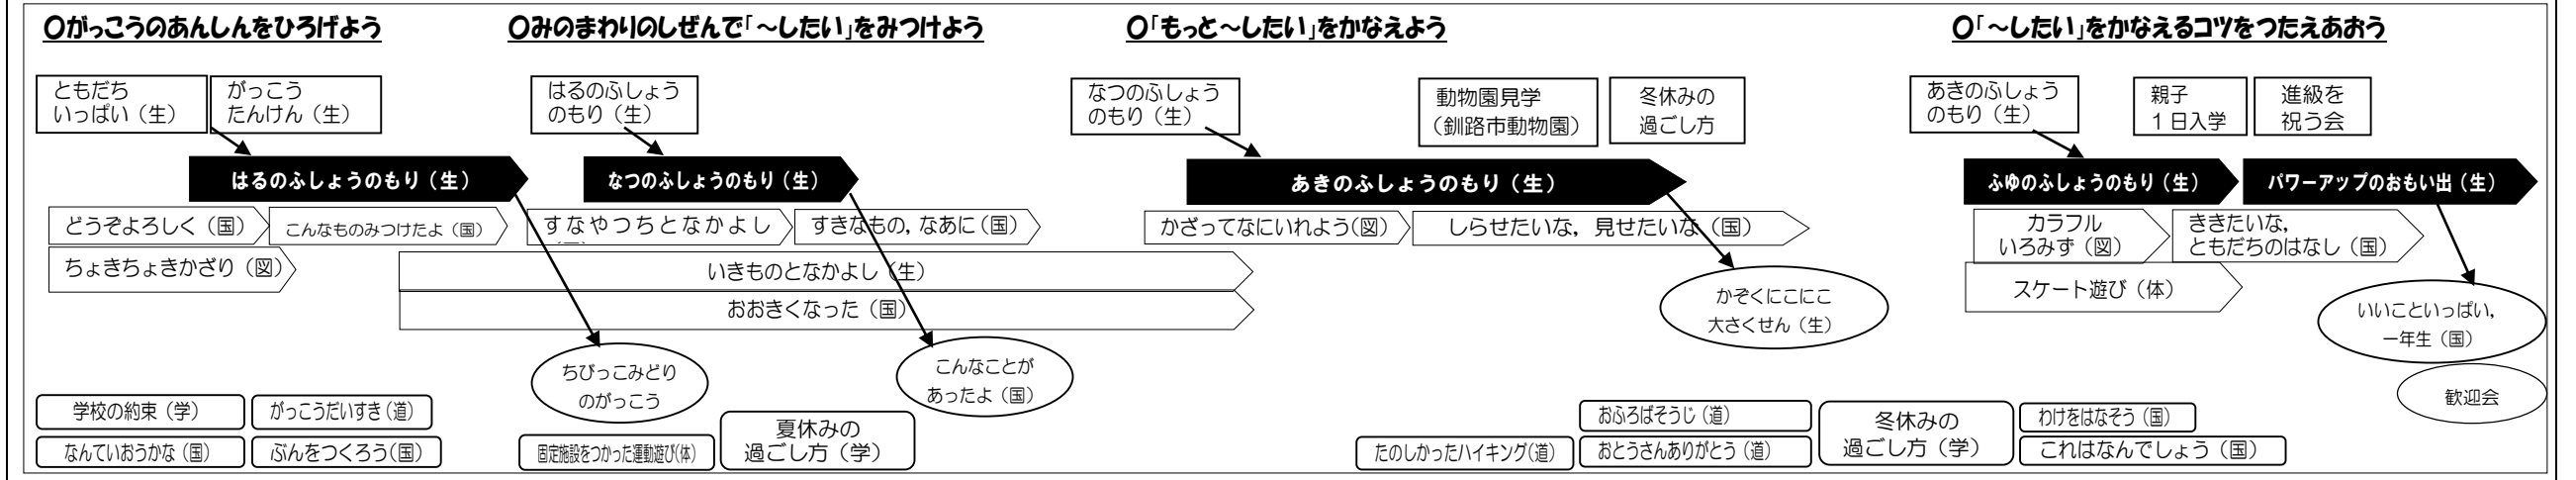 〇がっこうのあんしんをひろげよう
〇みのまわりのしぜんで「～したい」をみつけよう
〇「もっと～したい」をかなえよう
〇「～したい」をかなえるコツをつたえあおう
ともだち
いっぱい（生）
がっこう
たんけん（生）
はるのふしょう
のもり（生）
なつのふしょう
のもり（生）
動物園見学
（釧路市動物園）
冬休みの
過ごし方
あきのふしょう
のもり（生）
親子
１日入学
進級を
祝う会
はるのふしょうのもり（生）
なつのふしょうのもり（生）
あきのふしょうのもり（生）
ふゆのふしょうのもり（生）
パワーアップのおもい出（生）
どうぞよろしく（国）
こんなものみつけたよ（国）
すなやつちとなかよし
すきなもの，なあに（国）
かざってなにいれよう（図）
しらせたいな，見せたいな（国）
カラフル
いろみず（図）
ききたいな，
ともだちのはなし（国）
ちょきちょきかざり（図）
いきものとなかよし（生）
おおきくなった（国）
スケート遊び（体）
かぞくにこにこ
大さくせん（生）
いいこといっぱい，
一年生（国）
ちびっこみどり
のがっこう
こんなことが
あったよ（国）
歓迎会
学校の約束（学）
がっこうだいすき（道）
なんていおうかな（国）
ぶんをつくろう（国）
固定施設をつかった運動遊び（体）
夏休みの
過ごし方（学）
たのしかったハイキング（道）
おふろばそうじ（道）
おとうさんありがとう（道）
冬休みの
過ごし方（学）
わけをはなそう（国）
これはなんでしょう（国）